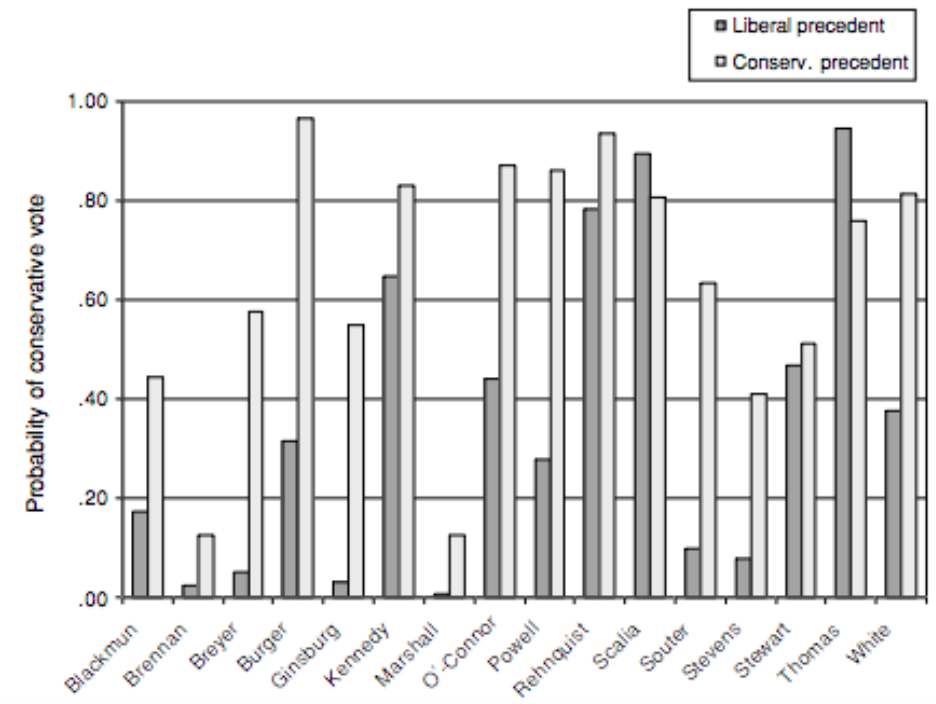 Liberal precedent
Conserv. precedent
Probability of conservative vote
1.00
.80
.60
.40
.20
.00
Blackmun
Brennan
Breyer
Burger
Ginsburg
Kennedy
Marshall
O'-Connor
Powell
Rehnquist
Scalia
Souter
Stevens
Stewart
Thomas
White